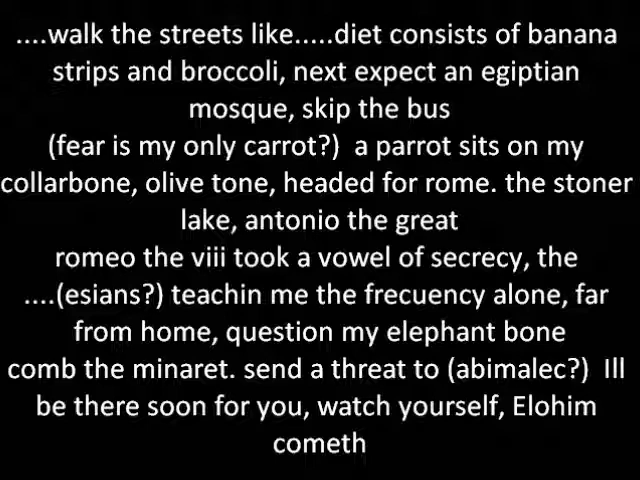 ....walk the streets like.....diet consists of banana
strips and broccoli, next expect an egiptian
mosque, skip the bus
(fear is my only carrot?)  a parrot sits on my
collarbone, olive tone, headed for rome. the stoner
lake, antonio the great
romeo the viii took a vowel of secrecy, the
....(esians?) teachin me the frecuency alone, far
from home, question my elephant bone
comb the minaret. send a threat to (abimalec?)  Ill
be there soon for you, watch yourself, Elohim
cometh